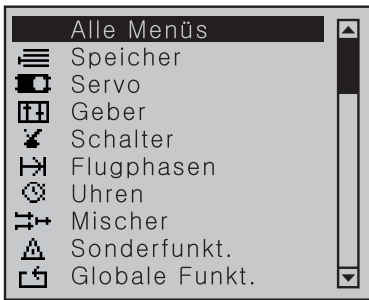 Alle Menüs
Speicher
Servo
Geber
Schalter
Flugphasen
Uhren
Mischer
Sonderfunkt.
Globale Funkt.